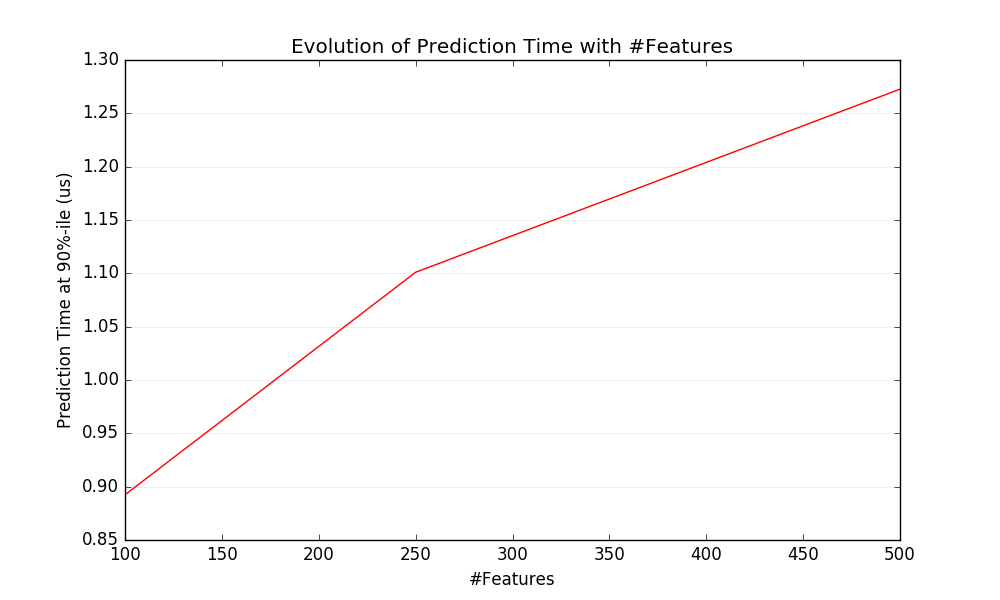 Evolution of Prediction Time with #Features
1.30
1.25
1.20
1.15
1.10
1.05
1.00
0.95
0.90
0.85
Prediction Time at 90%-ile (us)
100 150 200 250 300 350 400 450 500
#Features